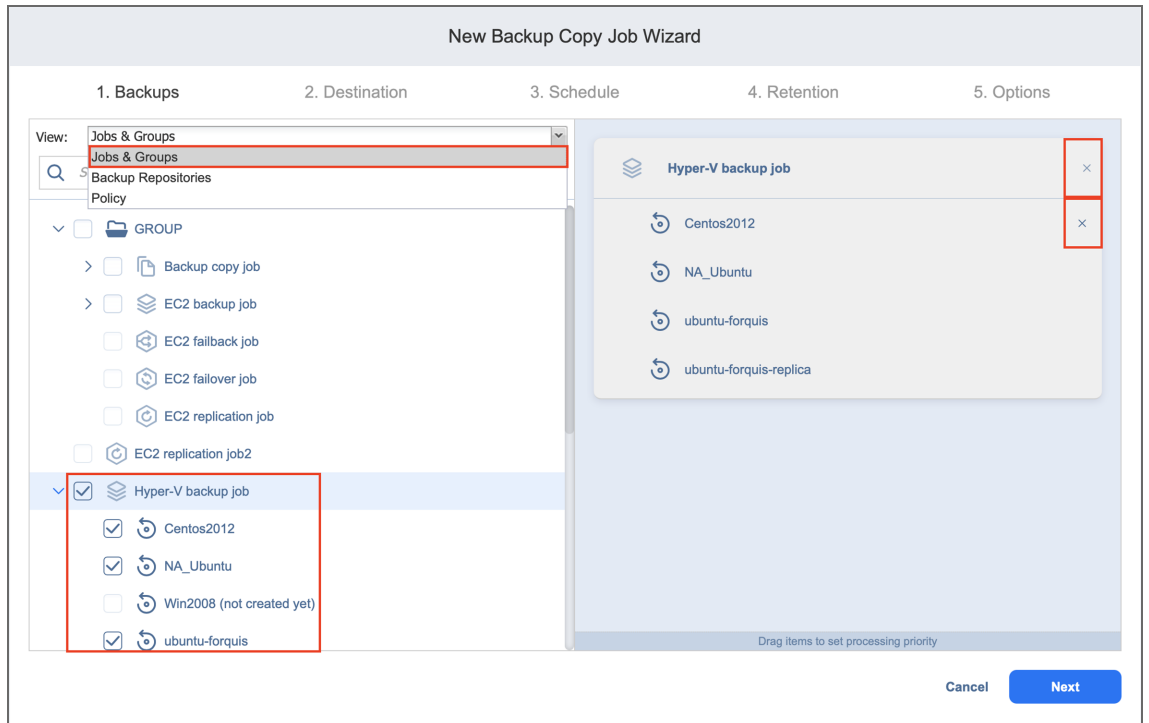 New Backup Copy Job Wizard
1. Backups
2. Destination
3. Schedule
4. Retention
5. Options
View:
Jobs & Groups
Jobs & Groups
Backup Repositories
Policy
GROUP
Backup copy job
EC2 backup job
EC2 failback job
EC2 failover job
EC2 replication job
EC2 replication job2
Hyper-V backup job
Centos2012
NA_Ubuntu
Win2008 (not created yet)
ubuntu-forquis
Hyper-V backup job
Centos2012
NA_Ubuntu
ubuntu-forquis
ubuntu-forquis-replica
Drag items to set processing priority
Cancel
Next